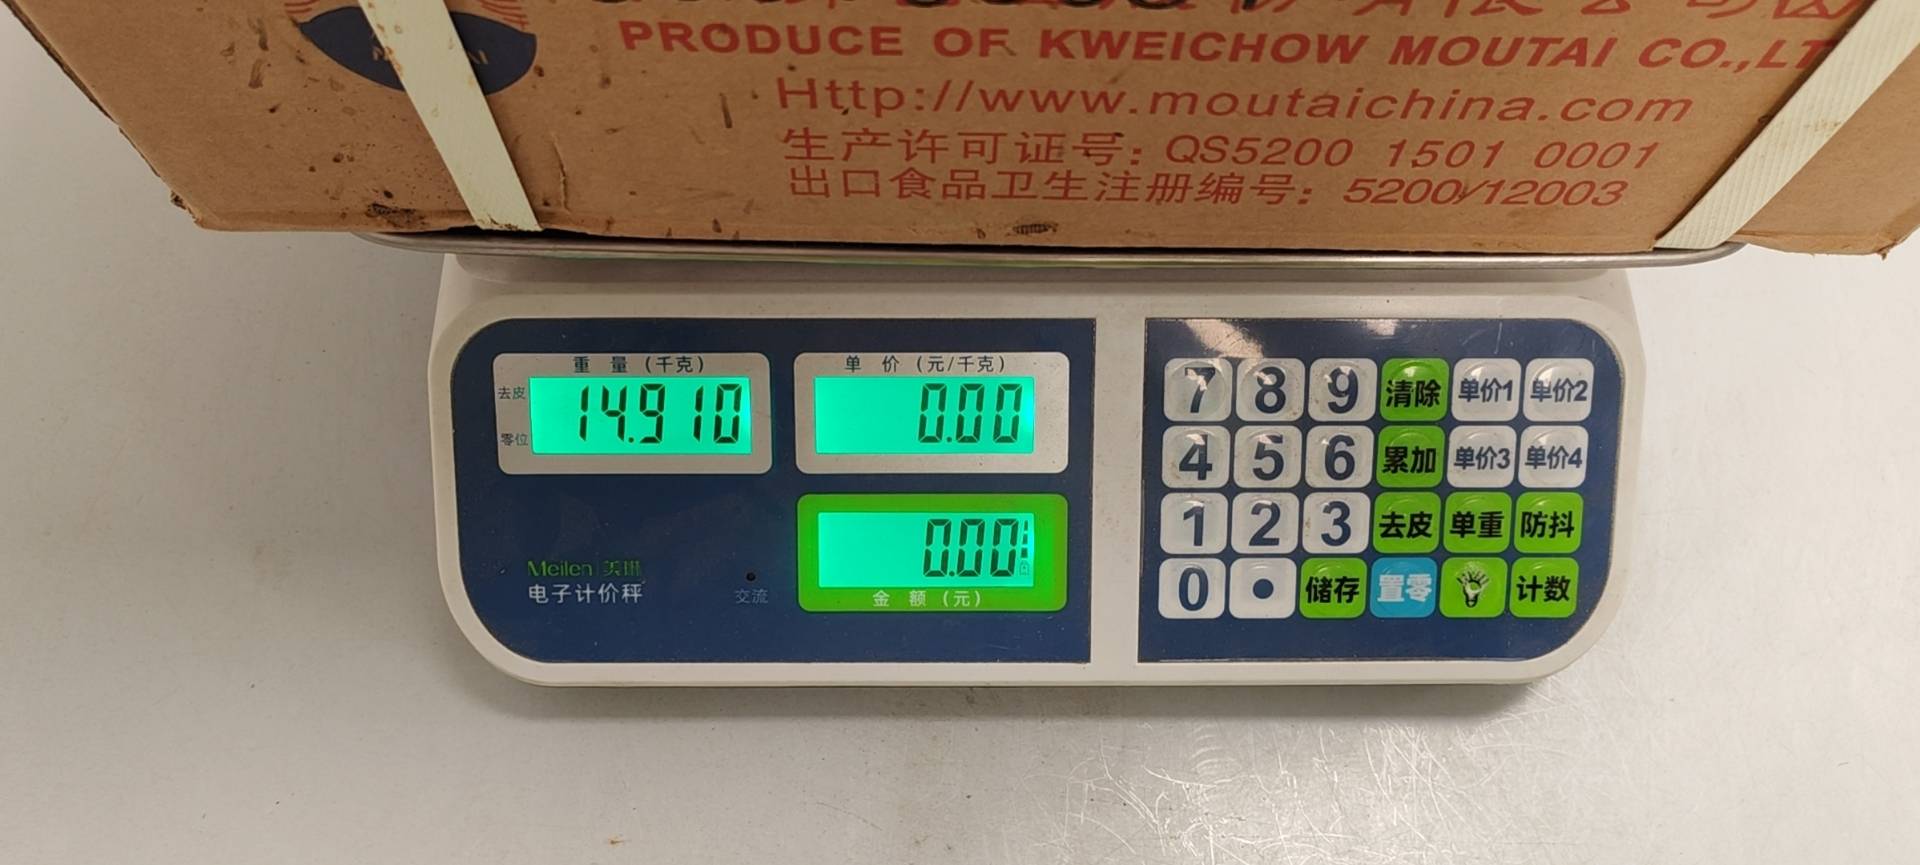 PRODUCE OF KWEICHOW MOUTAI CO.,LT
Http://www.moutaichina.com
生产许可证号: QS5200 1501 0001
出口食品卫生注册编号: 5200/12003
重 量 (千克)
单 价 (元/千克)
去皮
零位
14.910
0.00
0.00
金 额 (元)
Meilen 美琳
电子计价秤
交流
7 8 9 清除 单价1 单价2
4 5 6 累加 单价3 单价4
1 2 3 去皮 单重 防抖
0 • 储存 置零 计数